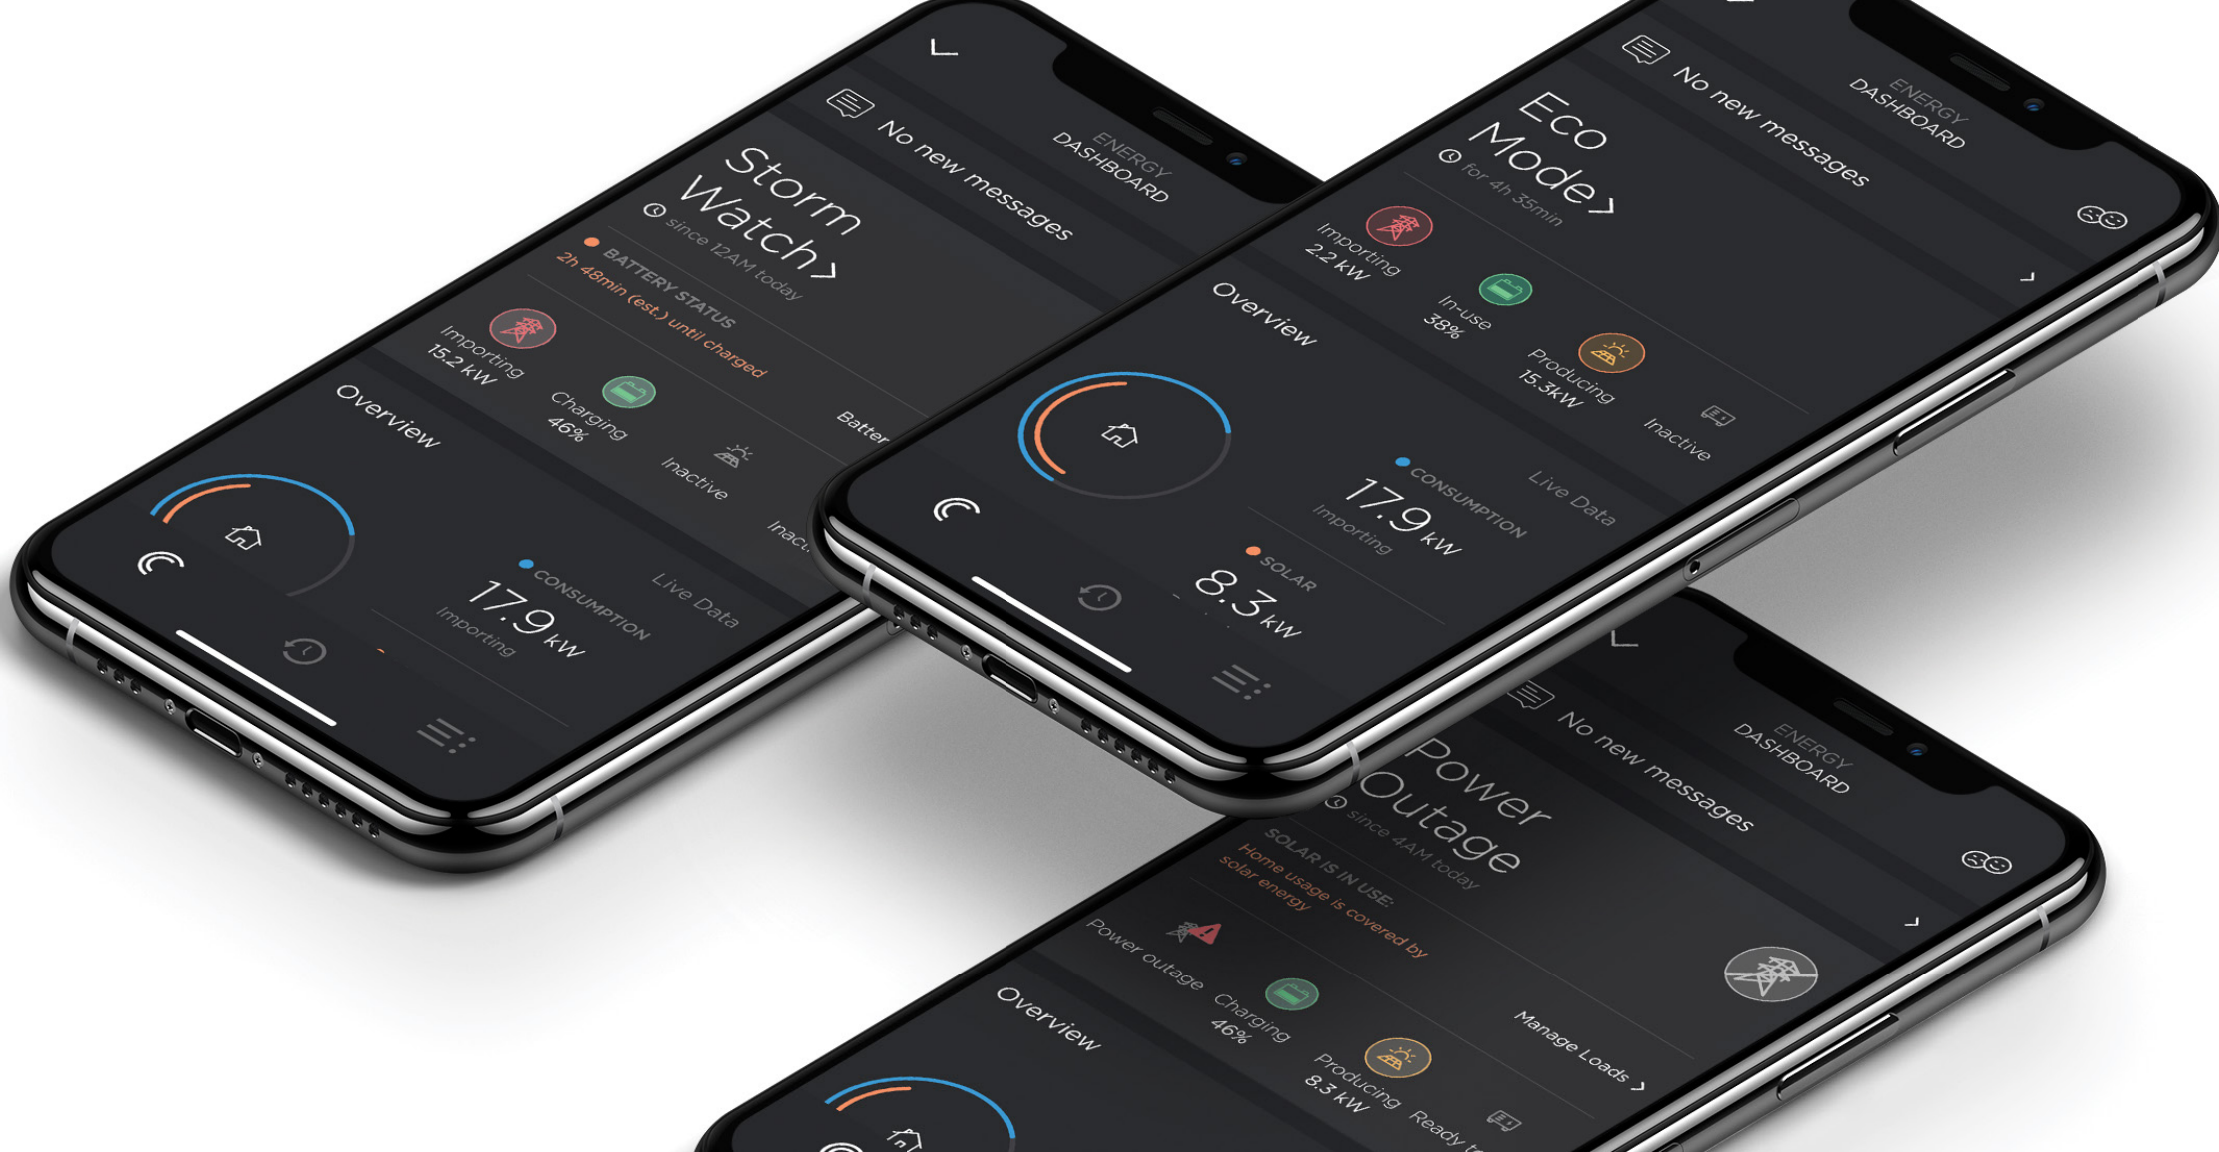 ENERGY
DASHBOARD
No new messages
Storm
Watch
since 12AM today
BATTERY STATUS
2h 48min (est.) until charged
Importing
15.2 kW
Charging
46%
Inactive
Overview
Live Data
CONSUMPTION
17.9 kW
Importing
ENERGY
DASHBOARD
No new messages
Eco
Mode
for 4h 35min
Importing
2.2 kW
In-use
38%
Producing
15.3kW
Inactive
Overview
Live Data
CONSUMPTION
17.9 kW
Importing
SOLAR
8.3 kW
ENERGY
DASHBOARD
No new messages
Power
Outage
since 4AM today
SOLAR IS IN USE:
Home usage is covered by
solar energy
Manage Loads
Power outage
Charging
46%
Producing
8.3 kW
Ready
Overview